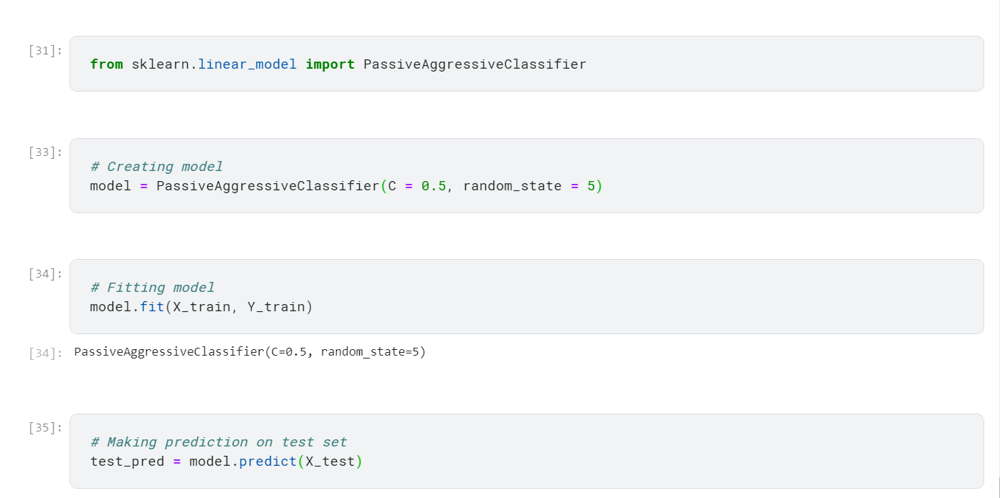 [31]:
from sklearn.linear_model import PassiveAggressiveClassifier
[33]:
# Creating model
model = PassiveAggressiveClassifier(C = 0.5, random_state = 5)
[34]:
# Fitting model
model.fit(X_train, Y_train)
[34]: PassiveAggressiveClassifier(C=0.5, random_state=5)
[35]:
# Making prediction on test set
test_pred = model.predict(X_test)